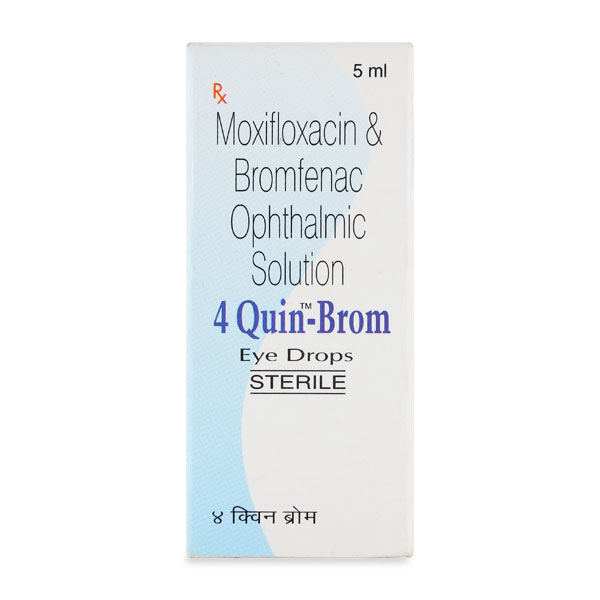 5 ml
Rx
Moxifloxacin &
Bromfenac
Ophthalmic
Solution
4 Quin™-Brom
Eye Drops
STERILE
४ क्विन ब्रोम